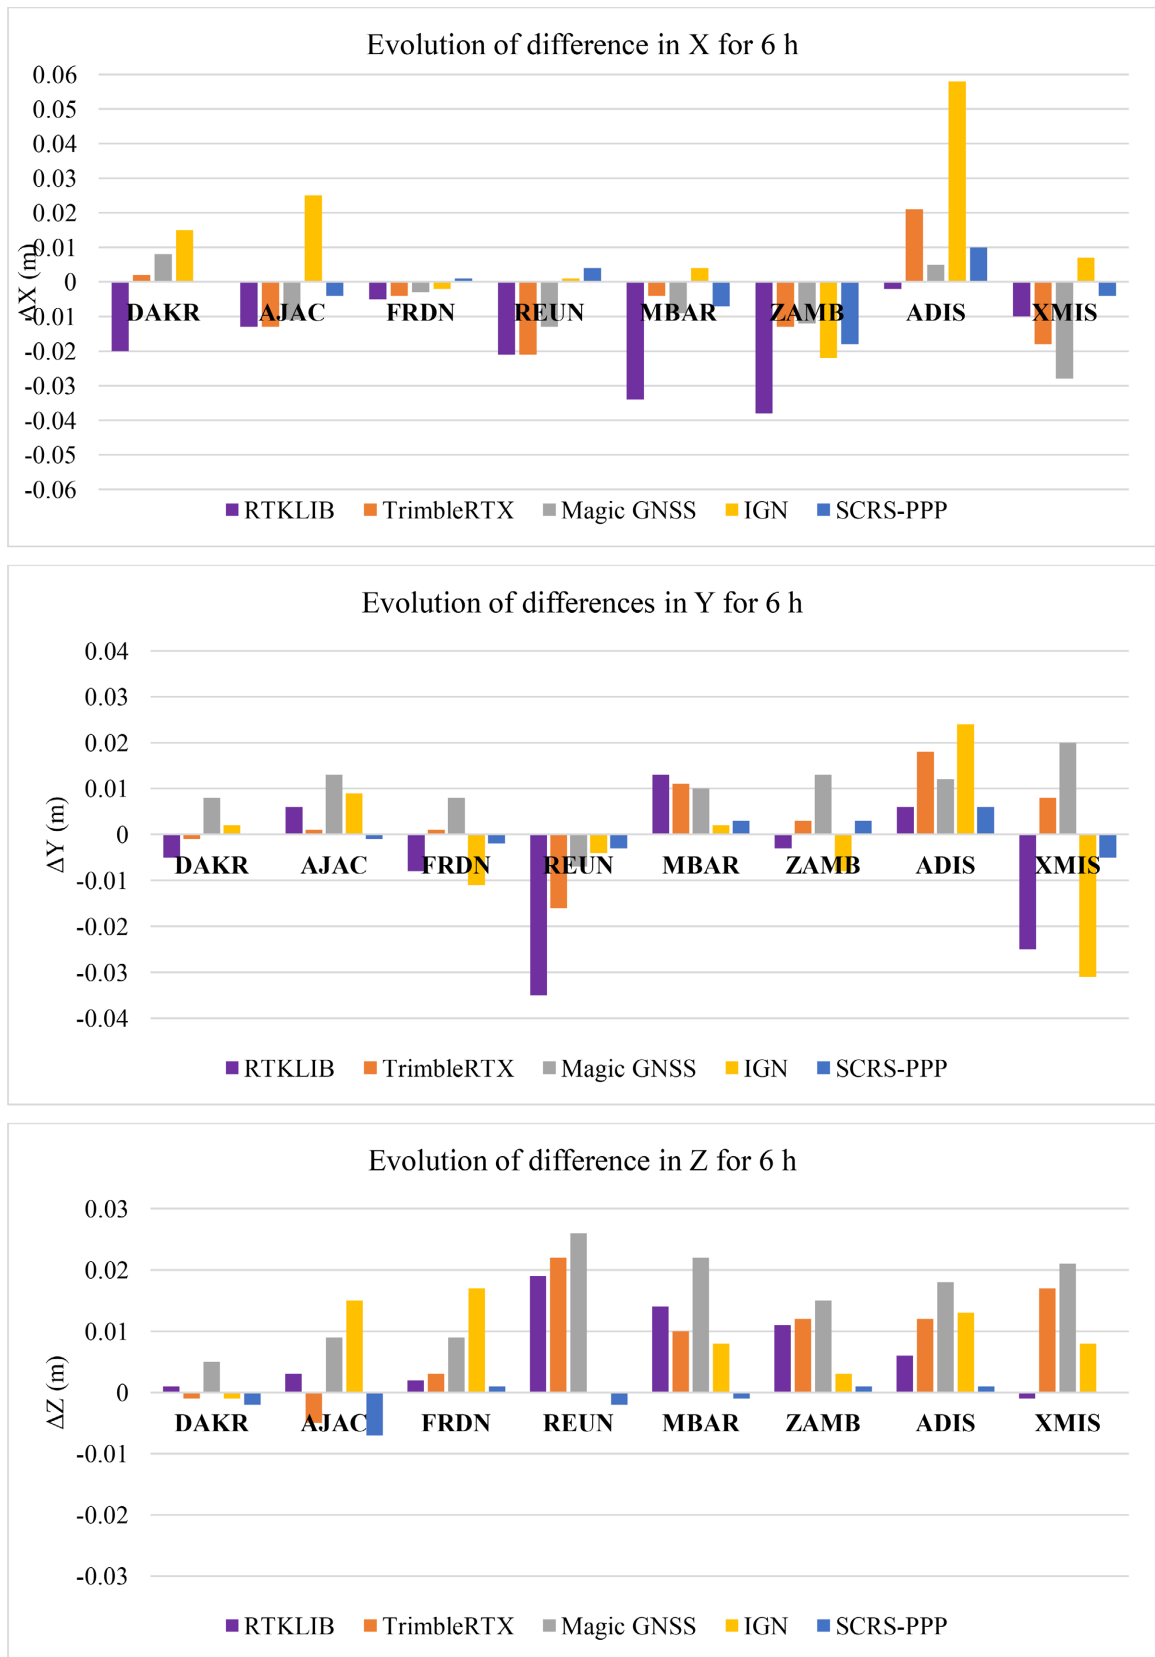 Evolution of difference in X for 6 h
0.06
0.05
0.04
0.03
0.02
0.01
0
-0.01
-0.02
-0.03
-0.04
-0.05
-0.06
ΔX (m)
DAKR AJAC FRDN REUN MBAR ZAMB ADIS XMIS
RTKLIB TrimbleRTX Magic GNSS IGN SCRS-PPP
Evolution of differences in Y for 6 h
0.04
0.03
0.02
0.01
0
-0.01
-0.02
-0.03
-0.04
ΔY (m)
DAKR AJAC FRDN REUN MBAR ZAMB ADIS XMIS
RTKLIB TrimbleRTX Magic GNSS IGN SCRS-PPP
Evolution of difference in Z for 6 h
0.03
0.02
0.01
0
-0.01
-0.02
-0.03
ΔZ (m)
DAKR AJAC FRDN REUN MBAR ZAMB ADIS XMIS
RTKLIB TrimbleRTX Magic GNSS IGN SCRS-PPP